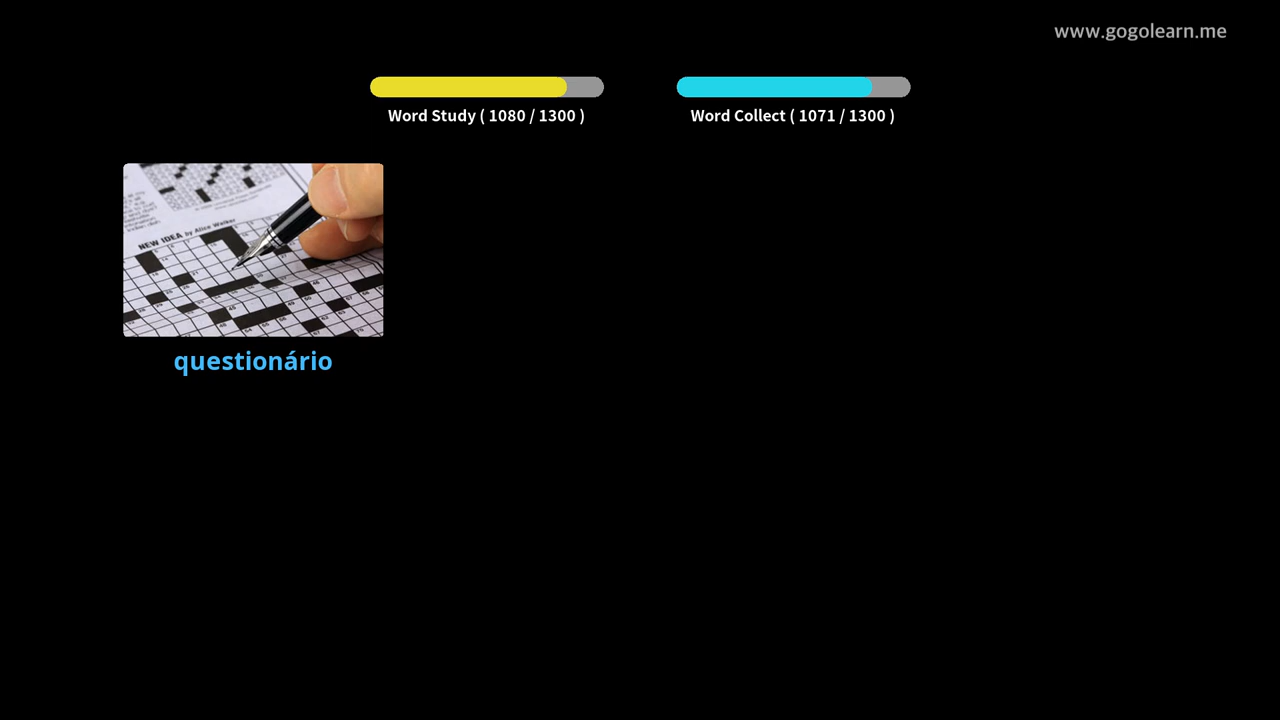 www.gogolearn.me
Word Study ( 1080 / 1300 )
Word Collect ( 1071 / 1300 )
NEW IDEA by Alice Walker
questionário